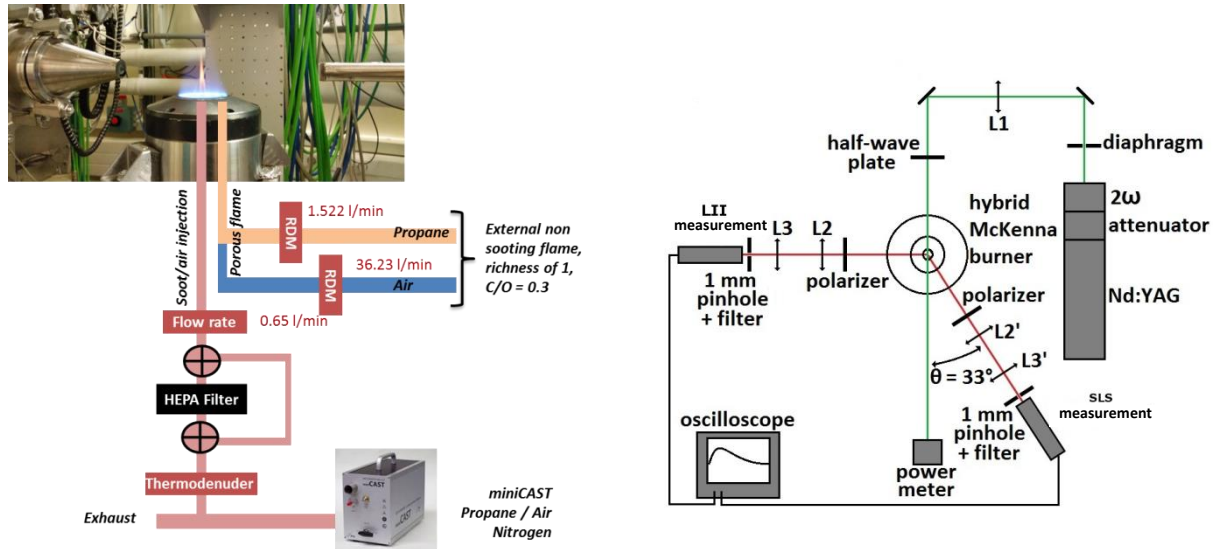 Soot/air injection
Porous flame
RDM
1.522 l/min
Propane
36.23 l/min
RDM
Air
External non
sooting flame,
richness of 1,
C/O = 0.3
Flow rate
0.65 l/min
HEPA Filter
Thermodenuder
Exhaust
miniCAST
Propane / Air
Nitrogen
L1
half-wave
plate
diaphragm
2ω
attenuator
Nd:YAG
hybrid
McKenna
burner
LII
measurement
L3
L2
1 mm
pinhole
+ filter
polarizer
polarizer
L2'
L3'
θ = 33°
SLS
measurement
1 mm
pinhole
+ filter
oscilloscope
power
meter